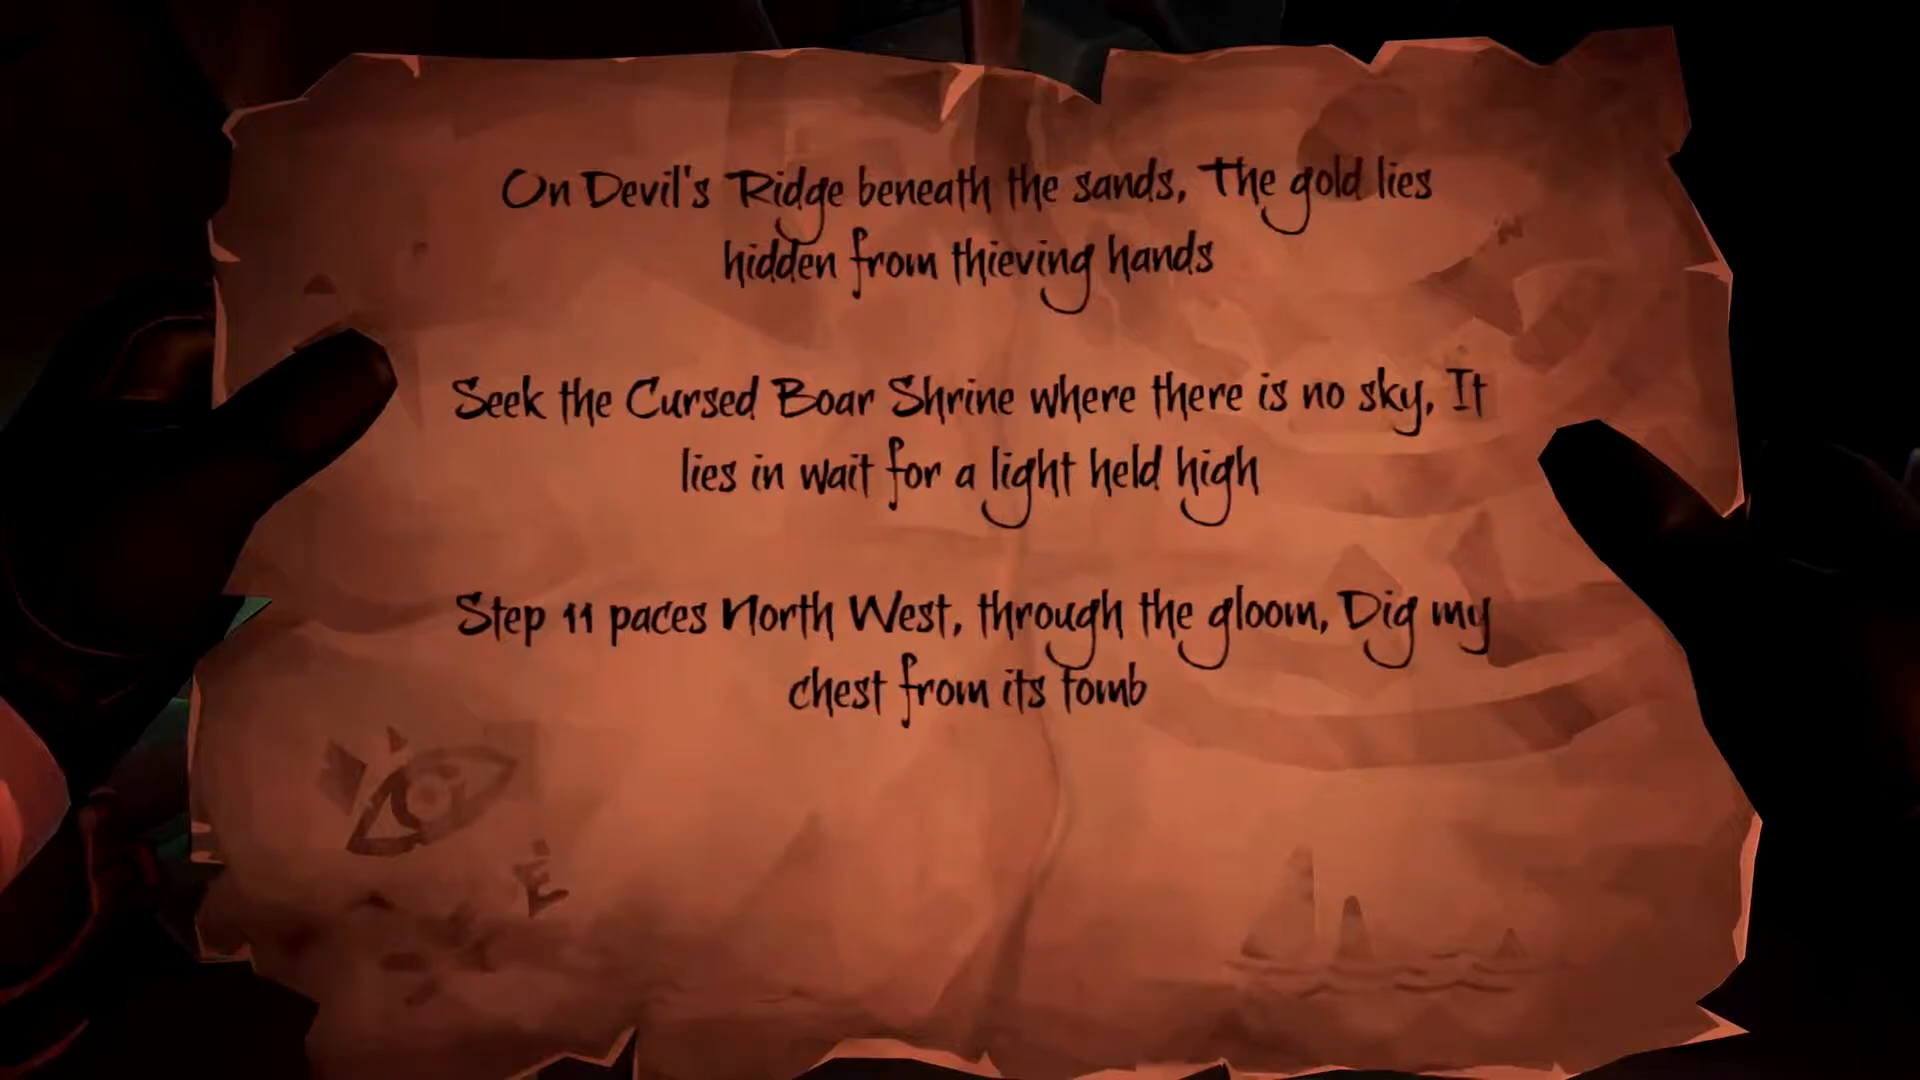 On Devil's Ridge beneath the sands, The gold lies
hidden from thieving hands
Seek the Cursed Boar Shrine where there is no sky, It
lies in wait for a light held high
Step 11 paces North West, through the gloom, Dig my
chest from its tomb
N
E